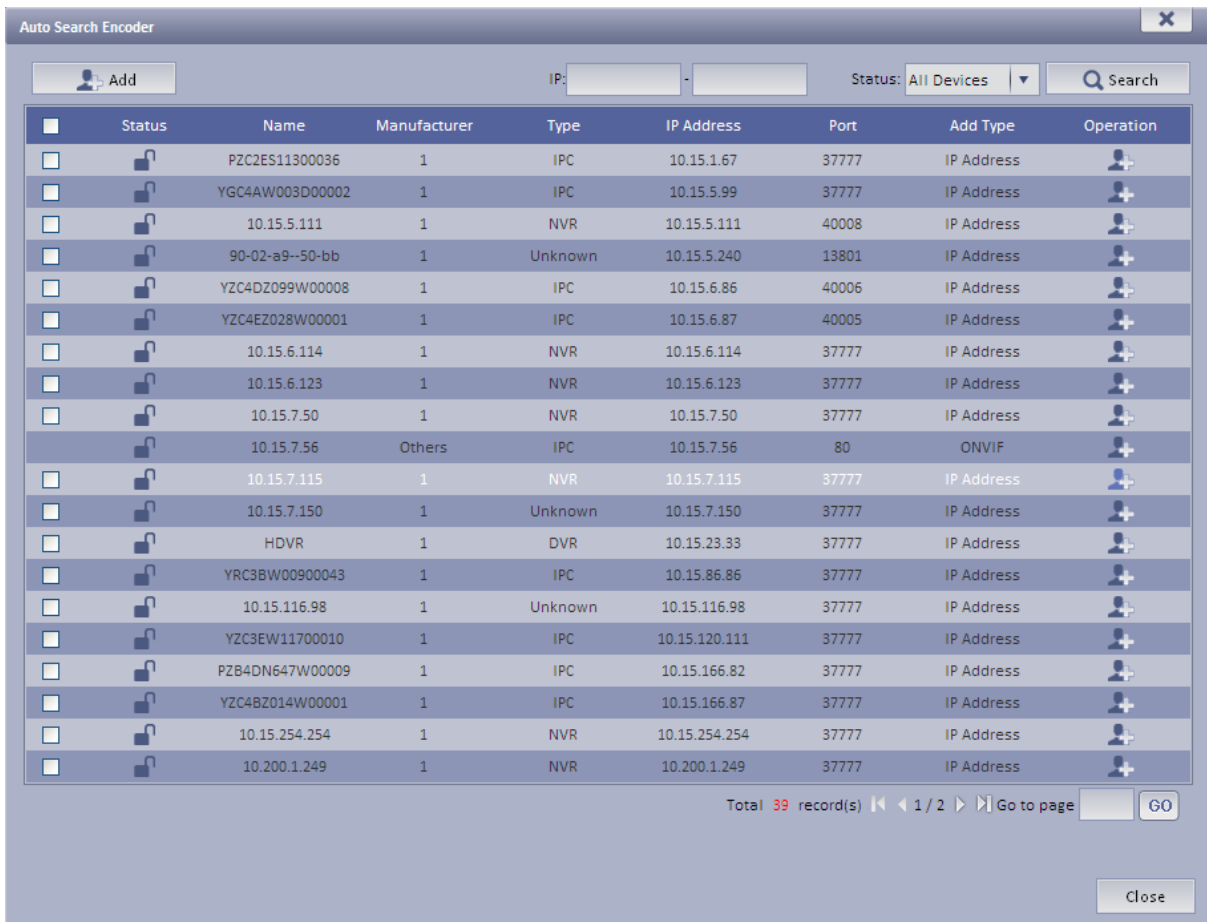 Auto Search Encoder
Add IP: - Status: All Devices Search
Status Name Manufacturer Type IP Address Port Add Type Operation
PZC2ES11300036 1 IPC 10.15.1.67 37777 IP Address
YGC4AW003D00002 1 IPC 10.15.5.99 37777 IP Address
10.15.5.111 1 NVR 10.15.5.111 40008 IP Address
90-02-a9--50-bb 1 Unknown 10.15.5.240 13801 IP Address
YZC4DZ099W00008 1 IPC 10.15.6.86 40006 IP Address
YZC4EZ028W00001 1 IPC 10.15.6.87 40005 IP Address
10.15.6.114 1 NVR 10.15.6.114 37777 IP Address
10.15.6.123 1 NVR 10.15.6.123 37777 IP Address
10.15.7.50 1 NVR 10.15.7.50 37777 IP Address
10.15.7.56 Others IPC 10.15.7.56 80 ONVIF
10.15.7.115 1 NVR 10.15.7.115 37777 IP Address
10.15.7.150 1 Unknown 10.15.7.150 37777 IP Address
HDVR 1 DVR 10.15.23.33 37777 IP Address
YRC3BW00900043 1 IPC 10.15.86.86 37777 IP Address
10.15.116.98 1 Unknown 10.15.116.98 37777 IP Address
YZC3EW11700010 1 IPC 10.15.120.111 37777 IP Address
PZB4DN647W00009 1 IPC 10.15.166.82 37777 IP Address
YZC4BZ014W00001 1 IPC 10.15.166.87 37777 IP Address
10.15.254.254 1 NVR 10.15.254.254 37777 IP Address
10.200.1.249 1 NVR 10.200.1.249 37777 IP Address
Total 39 record(s) 1 / 2 Go to page GO
Close